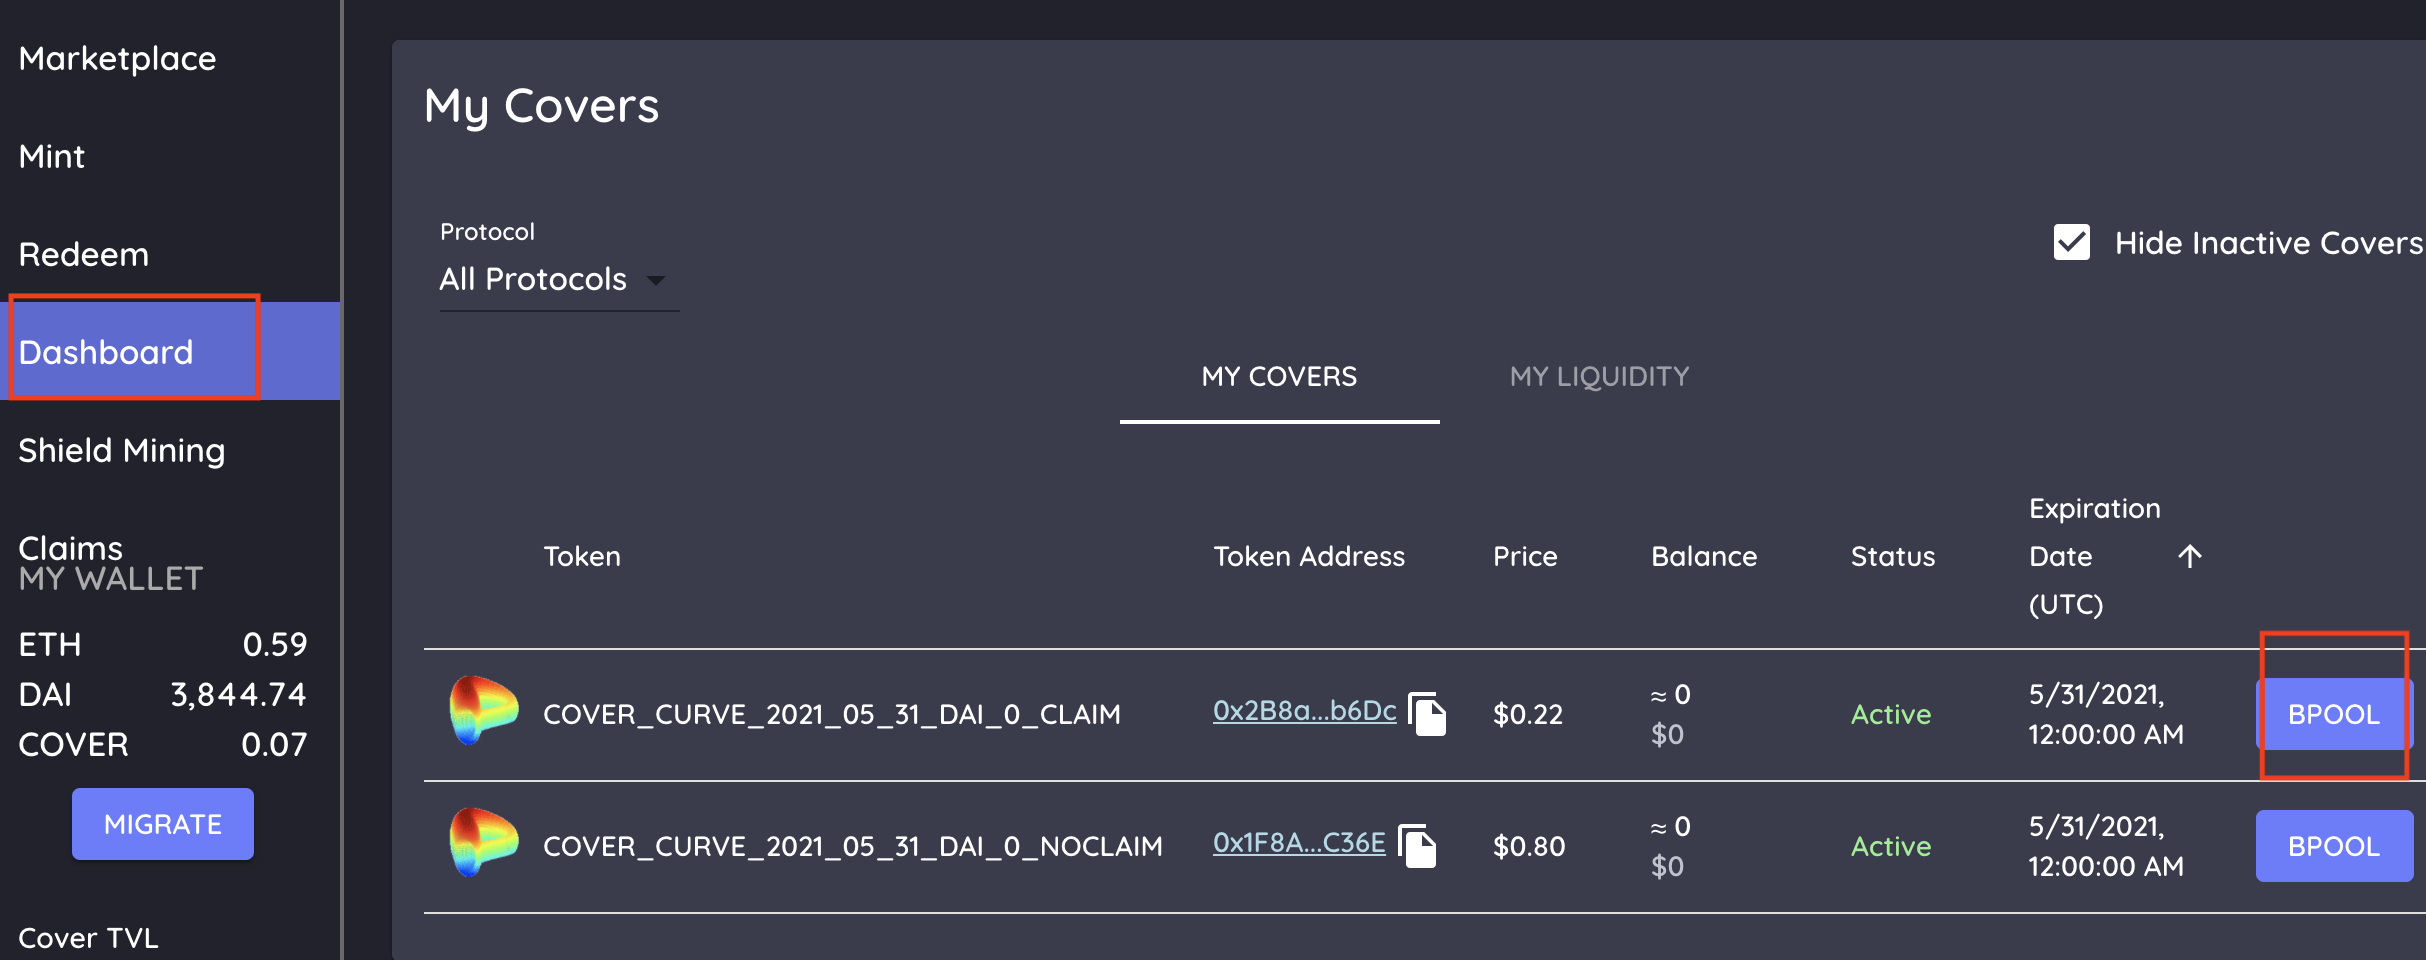 Marketplace
Mint
Redeem
Dashboard
Shield Mining
Claims
MY WALLET
ETH 0.59
DAI 3,844.74
COVER 0.07
MIGRATE
Cover TVL
My Covers
Protocol
All Protocols
Hide Inactive Covers
MY COVERS MY LIQUIDITY
Token Token Address Price Balance Status Expiration Date (UTC)
COVER_CURVE_2021_05_31_DAI_0_CLAIM 0x2B8a...b6Dc $0.22 ≈ 0 $0 Active 5/31/2021, 12:00:00 AM BPOOL
COVER_CURVE_2021_05_31_DAI_0_NOCLAIM 0x1F8A...C36E $0.80 ≈ 0 $0 Active 5/31/2021, 12:00:00 AM BPOOL